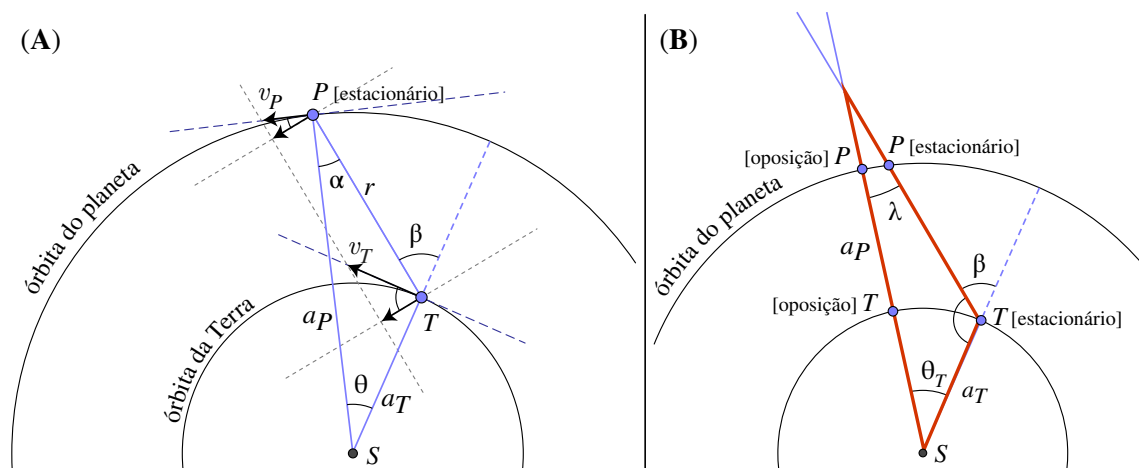 (A)
v_P
P [estacionário]
α
r
β
v_T
T
a_P
θ
a_T
S
órbita do planeta
órbita da Terra
(B)
[oposição] P
P [estacionário]
λ
a_P
β
[oposição] T
T [estacionário]
θ_T
a_T
S
órbita do planeta